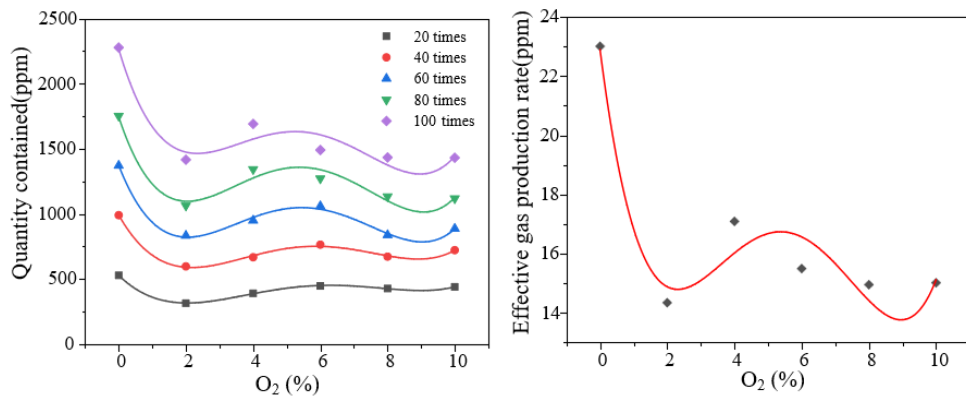 Quantity contained(ppm)
2500
2000
1500
1000
500
0
20 times
40 times
60 times
80 times
100 times
0 2 4 6 8 10
O₂ (%)
Effective gas production rate(ppm)
24
22
20
18
16
14
0 2 4 6 8 10
O₂ (%)